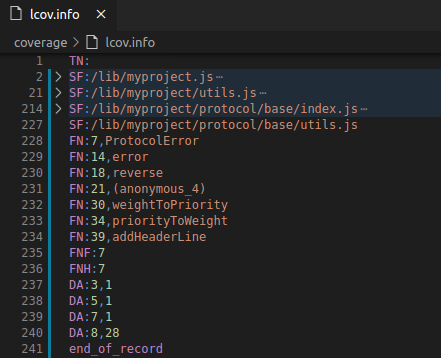 lcov.info ×
coverage > lcov.info
1 TN:
2 > SF:/lib/myproject.js⋯
21 > SF:/lib/myproject/utils.js⋯
214 > SF:/lib/myproject/protocol/base/index.js⋯
227 SF:/lib/myproject/protocol/base/utils.js
228 FN:7,ProtocolError
229 FN:14,error
230 FN:18,reverse
231 FN:21,(anonymous_4)
232 FN:30,weightToPriority
233 FN:34,priorityToWeight
234 FN:39,addHeaderLine
235 FNF:7
236 FNH:7
237 DA:3,1
238 DA:5,1
239 DA:7,1
240 DA:8,28
241 end_of_record